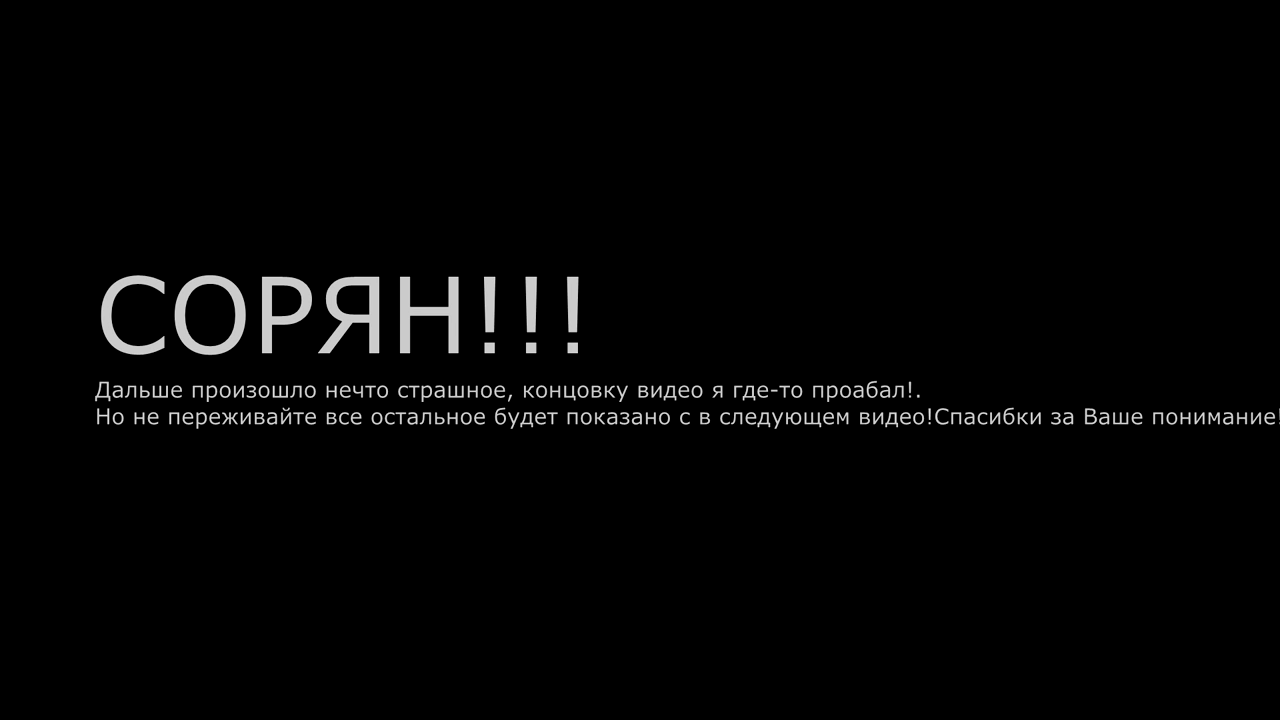 СОРЯН!!!
Дальше произошло нечто страшное, концовку видео я где-то проабал!.
Но не переживайте все остальное будет показано с в следующем видео!Спасибки за Ваше понимание!